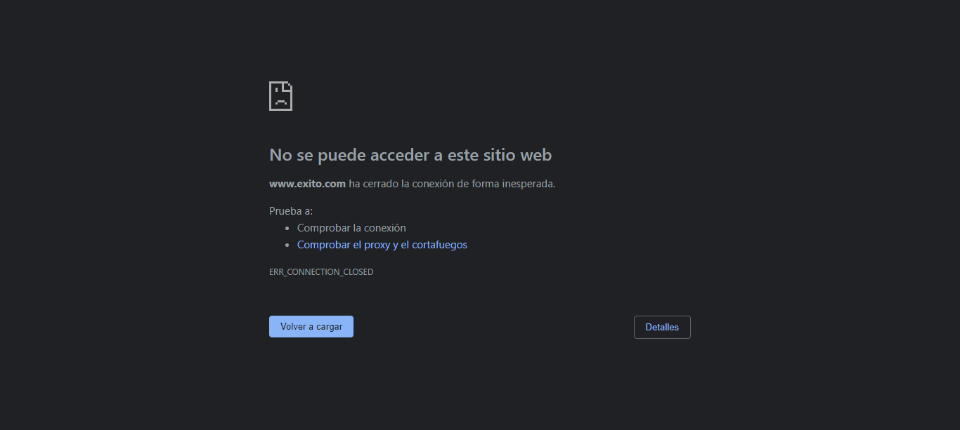 No se puede acceder a este sitio web
www.exito.com ha cerrado la conexión de forma inesperada.
Prueba a:
• Comprobar la conexión
• Comprobar el proxy y el cortafuegos
ERR_CONNECTION_CLOSED
Volver a cargar
Detalles